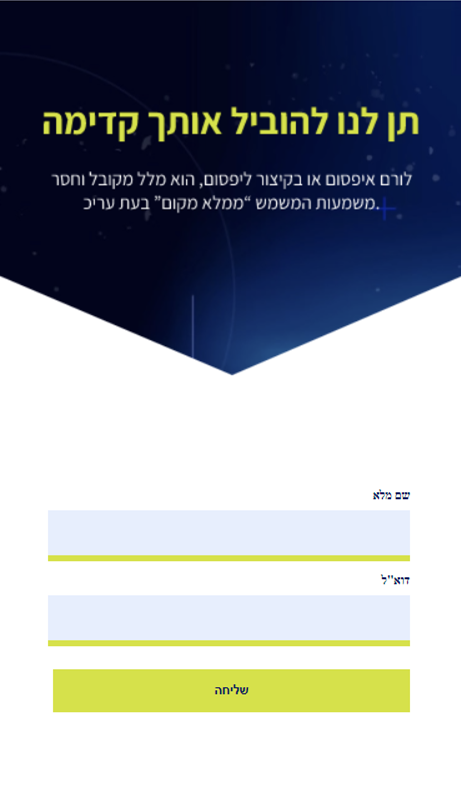 תן לנו להוביל אותך קדימה
לורם איפסום או בקיצור ליפסום, הוא מלל מקובל וחסר
משמעות המשמש “ממלא מקום” בעת עריכ.
שם מלא
דוא''ל
שליחה